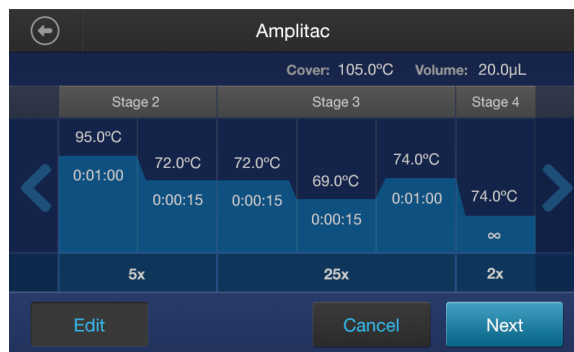 Amplitac
Cover: 105.0ºC Volume: 20.0µL
Stage 2 Stage 3 Stage 4
95.0ºC 72.0ºC 72.0ºC 69.0ºC 74.0ºC 74.0ºC
0:01:00 0:00:15 0:00:15 0:00:15 0:01:00 ∞
5x 25x 2x
Edit Cancel Next